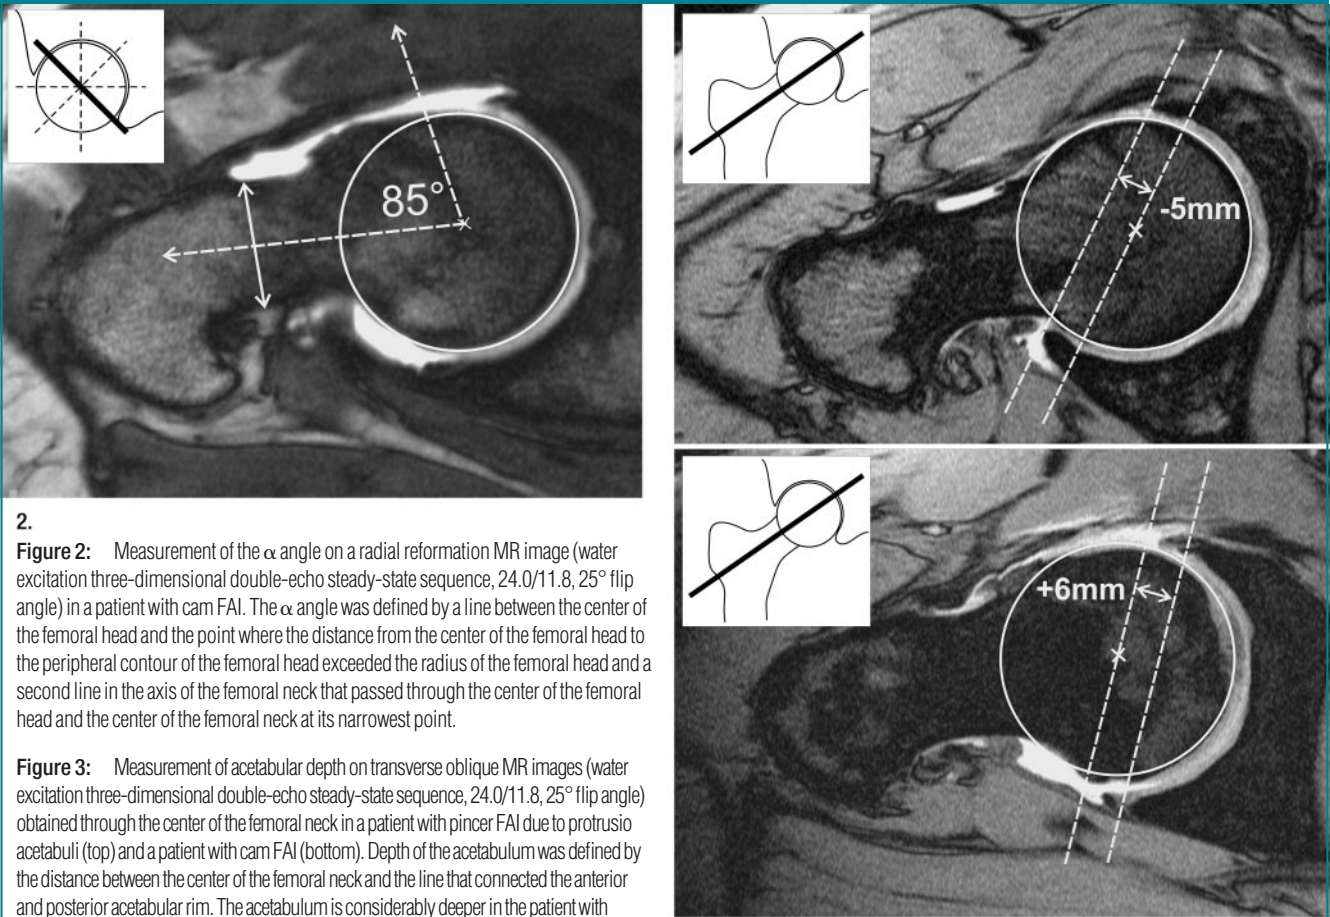 85°
-5mm
+6mm
2.
Figure 2: Measurement of the α angle on a radial reformation MR image (water
excitation three-dimensional double-echo steady-state sequence, 24.0/11.8, 25° flip
angle) in a patient with cam FAI. The α angle was defined by a line between the center of
the femoral head and the point where the distance from the center of the femoral head to
the peripheral contour of the femoral head exceeded the radius of the femoral head and a
second line in the axis of the femoral neck that passed through the center of the femoral
head and the center of the femoral neck at its narrowest point.
Figure 3: Measurement of acetabular depth on transverse oblique MR images (water
excitation three-dimensional double-echo steady-state sequence, 24.0/11.8, 25° flip angle)
obtained through the center of the femoral neck in a patient with pincer FAI due to protrusio
acetabuli (top) and a patient with cam FAI (bottom). Depth of the acetabulum was defined by
the distance between the center of the femoral neck and the line that connected the anterior
and posterior acetabular rim. The acetabulum is considerably deeper in the patient with